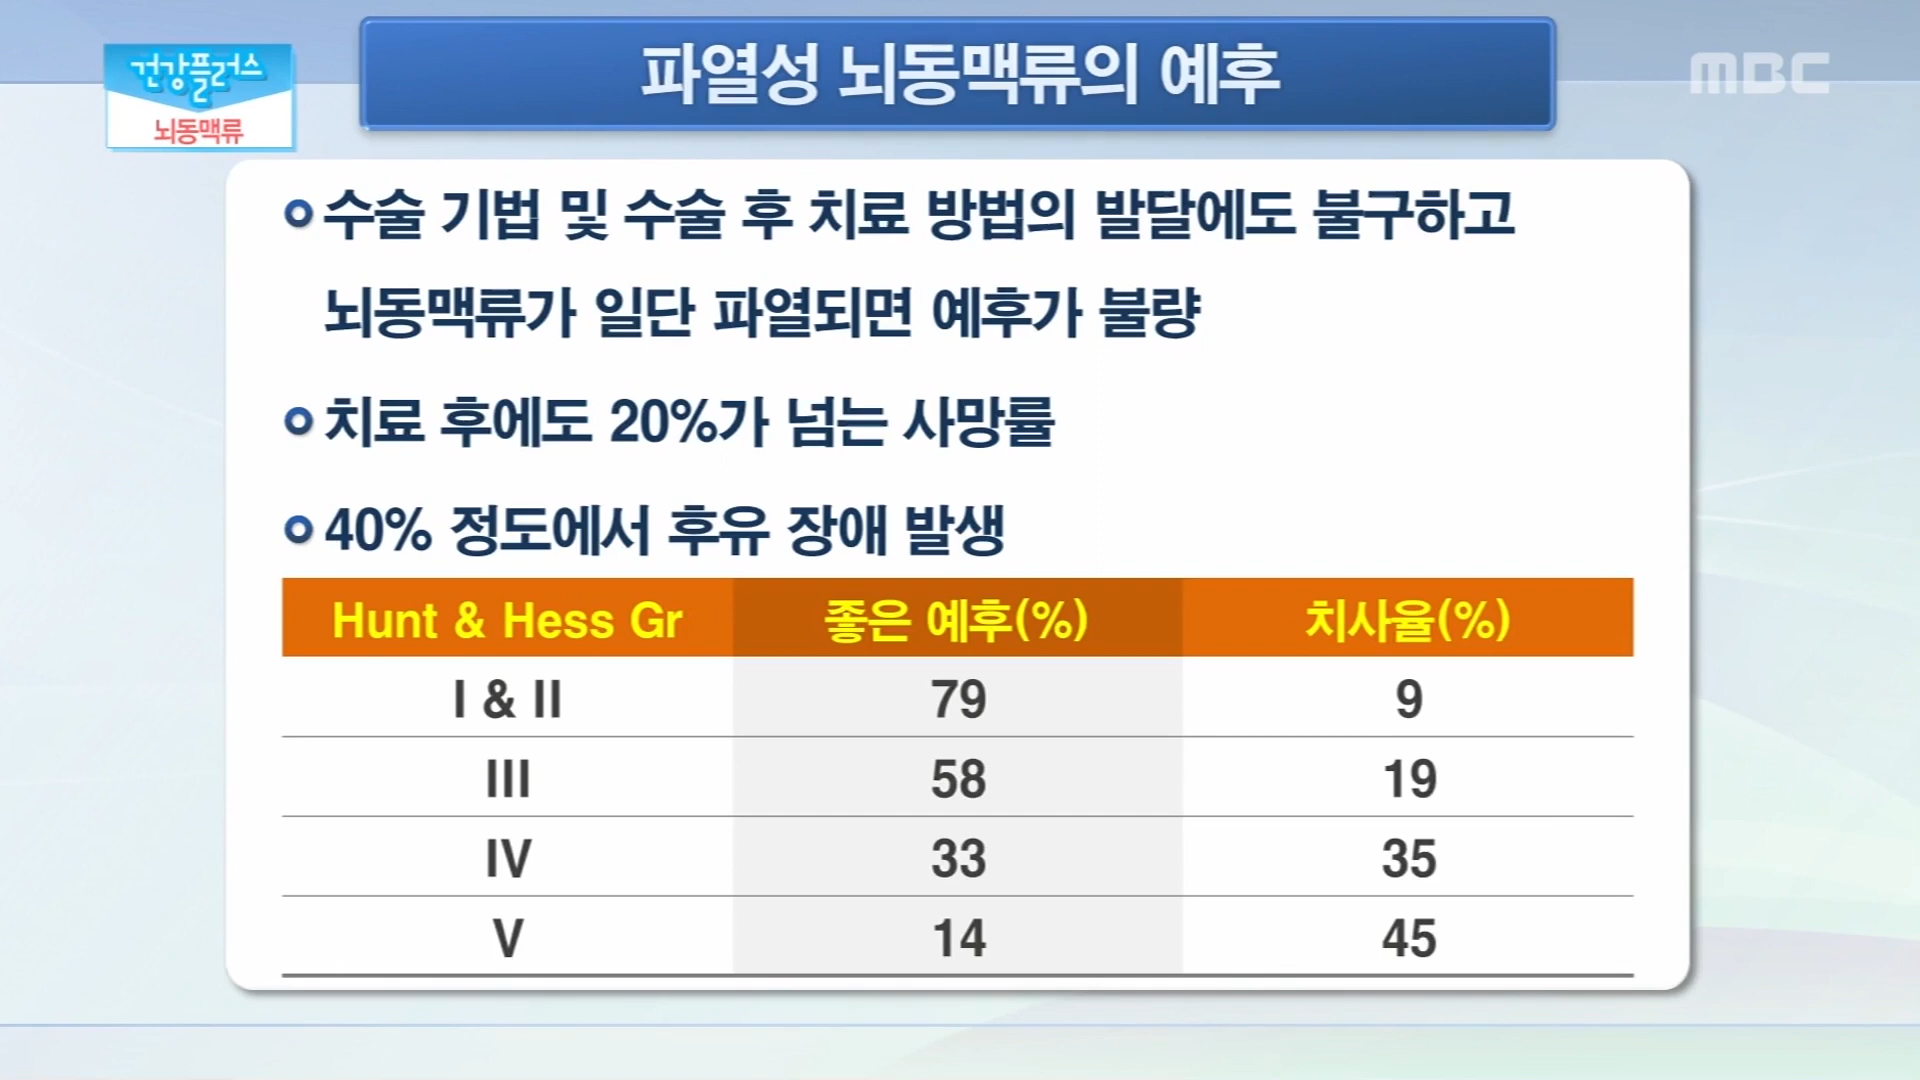 파열성 뇌동맥류의 예후
건강플러스
뇌동맥류
MBC
수술 기법 및 수술 후 치료 방법의 발달에도 불구하고
뇌동맥류가 일단 파열되면 예후가 불량
치료 후에도 20%가 넘는 사망률
40% 정도에서 후유 장애 발생
Hunt & Hess Gr 좋은 예후(%) 치사율(%)
I & II 79 9
III 58 19
IV 33 35
V 14 45